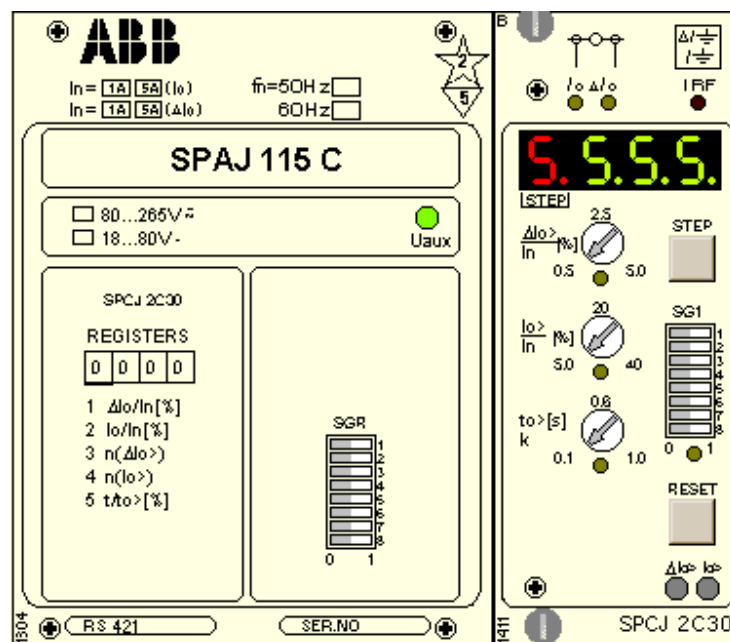 ABB
In= 1A 5A (Io)
In= 1A 5A (ΔIo)
fn=50Hz
60Hz
2
5
SPAJ 115 C
80...265V
18...80V
Uaux
SPCJ 2C30
REGISTERS
0 0 0 0
1 ΔIo/In[%]
2 Io/In[%]
3 n(ΔIo>)
4 n(Io>)
5 t/to>[%]
SGR
1
2
3
4
5
6
7
8
0 1
RS 421
SER.NO
1604
B
Δ/⏚
/⏚
Io ΔIo
IRF
5. 5. 5. 5.
STEP
2.5
ΔIo>
In [%]
0.5 5.0
STEP
20
Io>
In [%]
5.0 40
SG1
1
2
3
4
5
6
7
8
0 1
0.6
to>[s]
k
0.1 1.0
RESET
ΔIo> Io>
1411
SPCJ 2C30